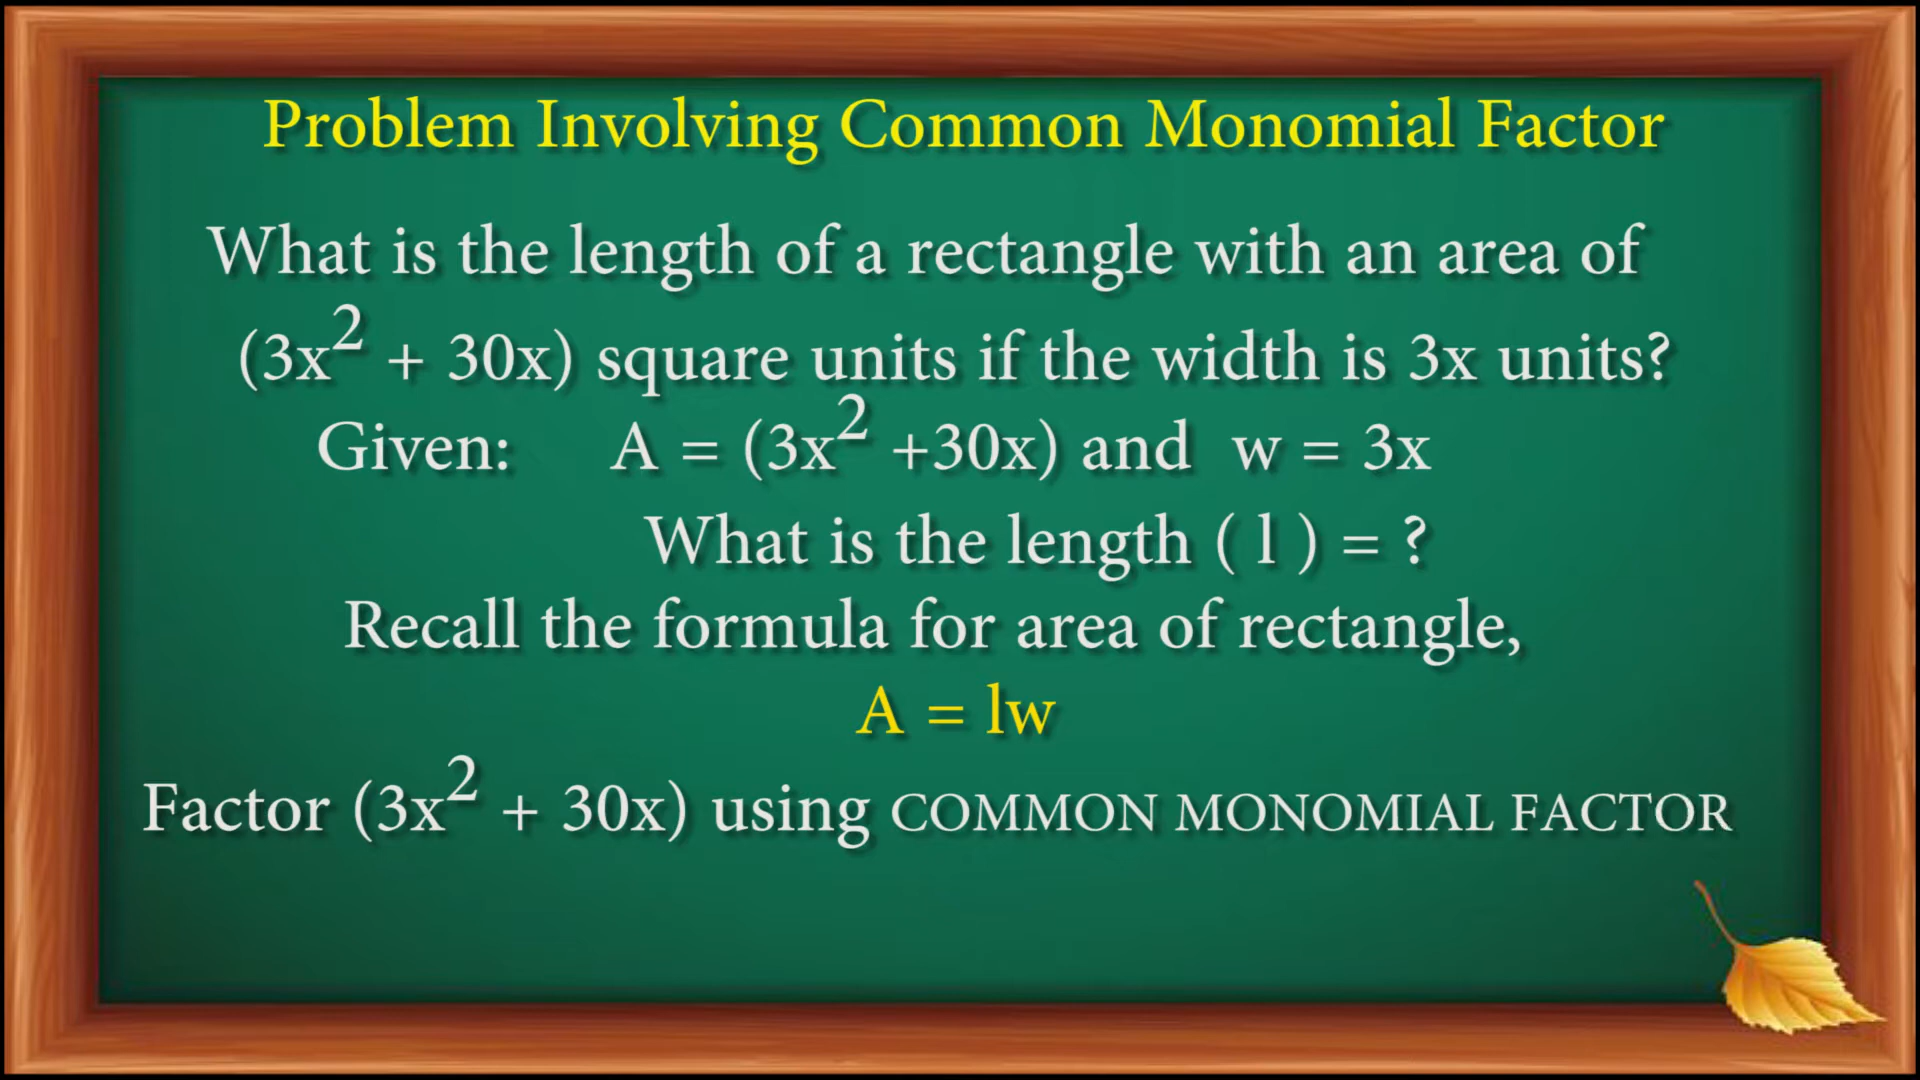 Problem Involving Common Monomial Factor
What is the length of a rectangle with an area of
(3x² + 30x) square units if the width is 3x units?
Given: A = (3x² +30x) and w = 3x
What is the length ( l ) = ?
Recall the formula for area of rectangle,
A = lw
Factor (3x² + 30x) using COMMON MONOMIAL FACTOR